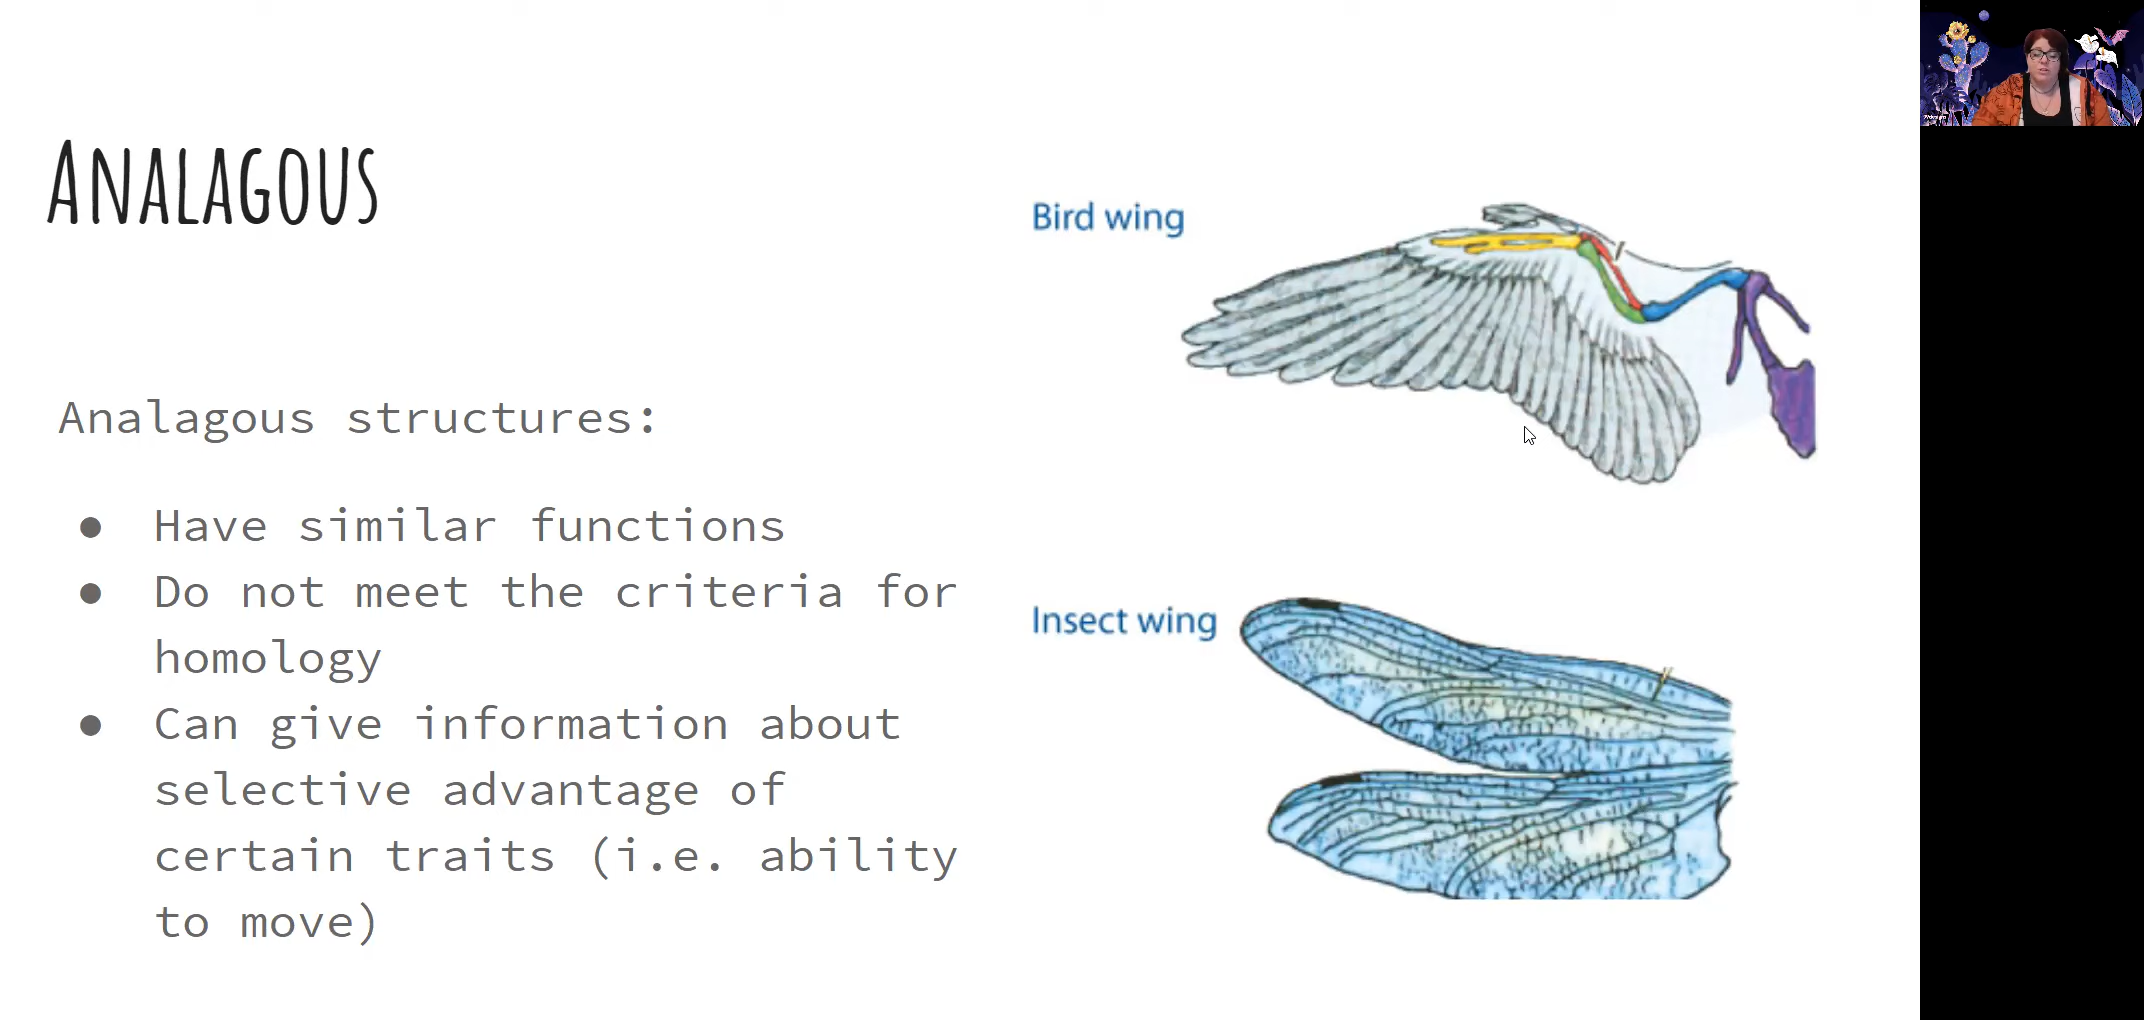 ANALAGOUS
Analagous structures:
● Have similar functions
● Do not meet the criteria for
homology
● Can give information about
selective advantage of
certain traits (i.e. ability
to move)
Bird wing
Insect wing